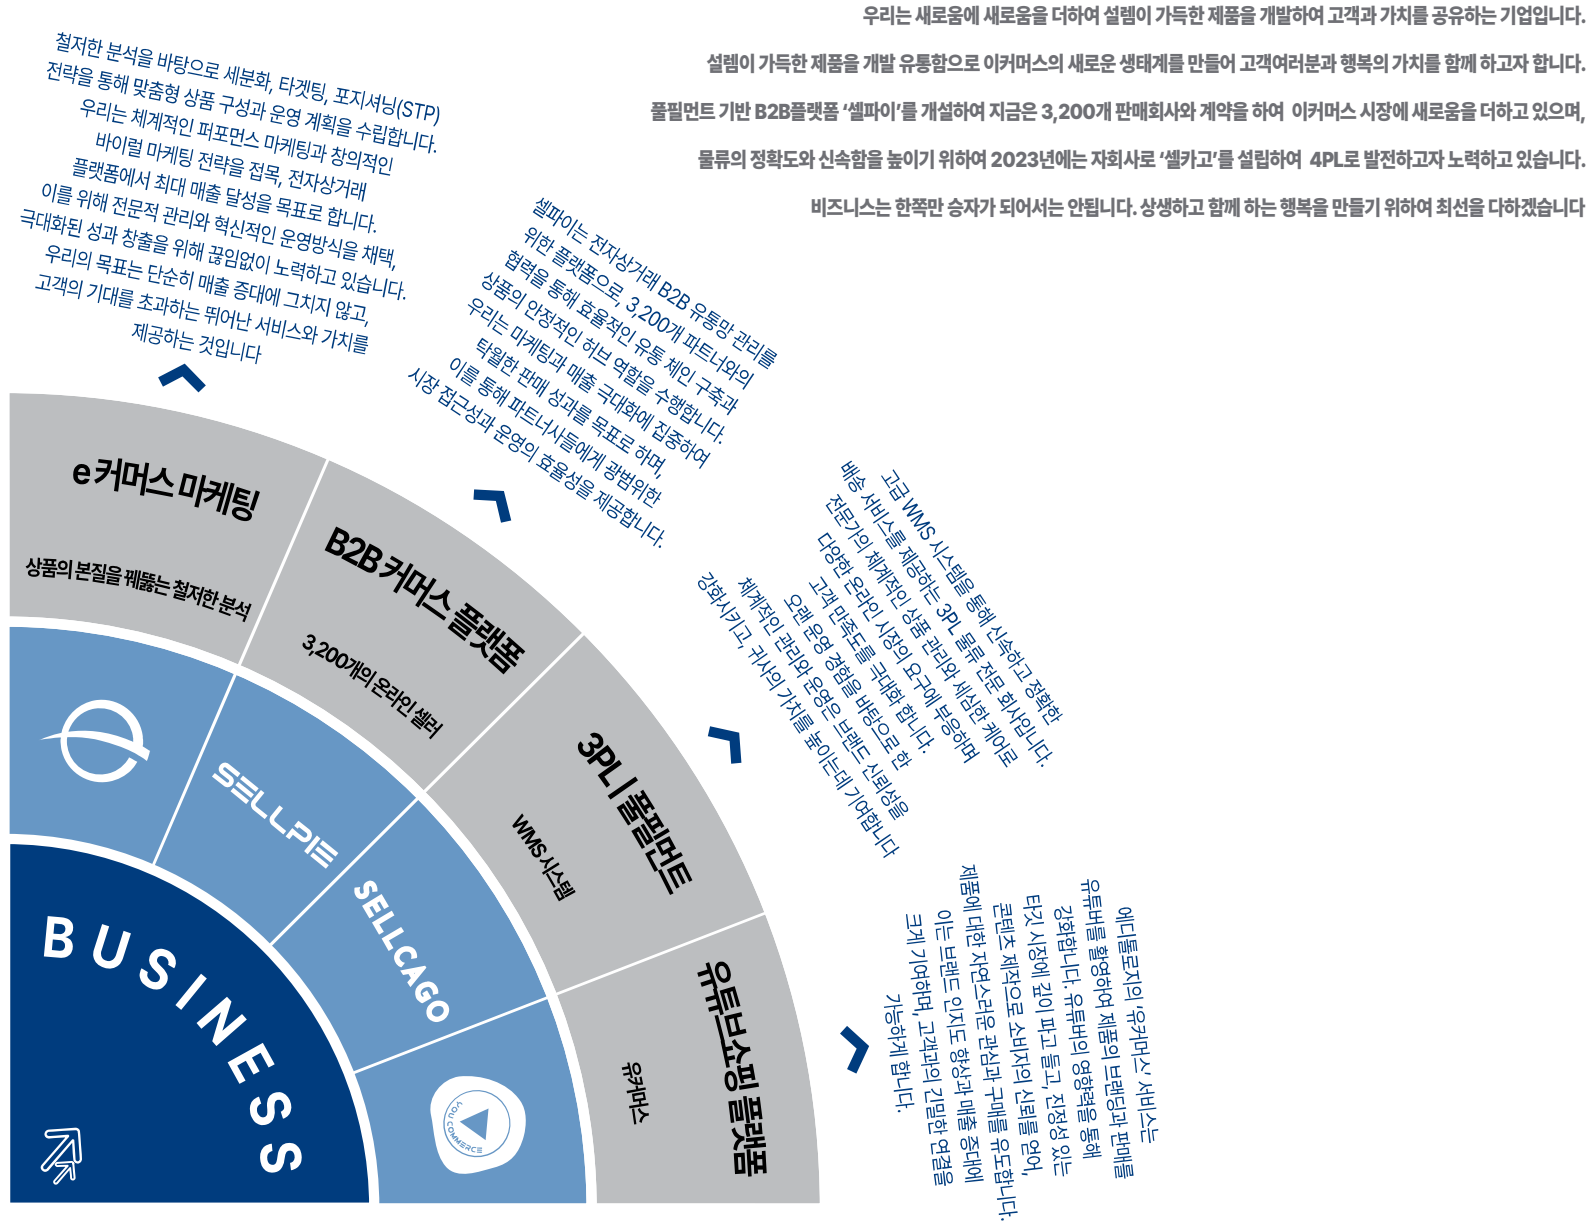 우리는 새로움에 새로움을 더하여 설렘이 가득한 제품을 개발하여 고객과 가치를 공유하는 기업입니다.
설렘이 가득한 제품을 개발 유통함으로 이커머스의 새로운 생태계를 만들어 고객여러분과 행복의 가치를 함께 하고자 합니다.
풀필먼트 기반 B2B플랫폼 ‘셀파이’를 개설하여 지금은 3,200개 판매회사와 계약을 하여 이커머스 시장에 새로움을 더하고 있으며,
물류의 정확도와 신속함을 높이기 위하여 2023년에는 자회사로 ‘셀카고’를 설립하여 4PL로 발전하고자 노력하고 있습니다.
비즈니스는 한쪽만 승자가 되어서는 안됩니다. 상생하고 함께 하는 행복을 만들기 위하여 최선을 다하겠습니다
철저한 분석을 바탕으로 세분화, 타겟팅, 포지셔닝(STP)
전략을 통해 맞춤형 상품 구성과 운영 계획을 수립합니다.
우리는 체계적인 퍼포먼스 마케팅과 창의적인
바이럴 마케팅 전략을 접목, 전자상거래
플랫폼에서 최대 매출 달성을 목표로 합니다.
이를 위해 전문적 관리와 혁신적인 운영방식을 채택,
극대화된 성과 창출을 위해 끊임없이 노력하고 있습니다.
우리의 목표는 단순히 매출 증대에 그치지 않고,
고객의 기대를 초과하는 뛰어난 서비스와 가치를
제공하는 것입니다
셀파이는 전자상거래 B2B 유통망 관리를
위한 플랫폼으로, 3,200개 파트너와의
협력을 통해 효율적인 유통 체인 구축과
상품의 안정적인 허브 역할을 수행합니다.
우리는 마케팅과 매출 극대화에 집중하여
탁월한 판매 성과를 목표로 하며,
이를 통해 파트너사들에게 광범위한
시장 접근성과 운영의 효율성을 제공합니다.
고급 WMS 시스템을 통해 신속하고 정확한
배송 서비스를 제공하는 3PL 물류 전문 회사입니다.
전문가의 체계적인 상품 관리와 세심한 케어로
다양한 온라인 시장의 요구에 부응하며
고객 만족도를 극대화 합니다.
오랜 운영 경험을 바탕으로 한
체계적인 관리와 운영은 브랜드 신뢰성을
강화시키고, 귀사의 가치를 높이는데 기여합니다
에디톨로지의 '유커머스' 서비스는
유튜버를 활영하여 제품의 브랜딩과 판매를
강화합니다. 유튜버의 영향력을 통해
타깃 시장에 깊이 파고 들고, 진정성 있는
콘텐츠 제작으로 소비자의 신뢰를 얻어,
제품에 대한 자연스러운 관심과 구매를 유도합니다.
이는 브랜드 인지도 향상과 매출 증대에
크게 기여하며, 고객과의 긴밀한 연결을
가능하게 합니다.
e커머스 마케팅
상품의 본질을 꿰뚫는 철저한 분석
B2B 커머스 플랫폼
3,200개의 온라인 셀러
3PL | 풀필먼트
WMS 시스템
유튜브쇼핑 플랫폼
유커머스
SELLPIE
SELLCAGO
YOU COMMERCE
BUSINESS